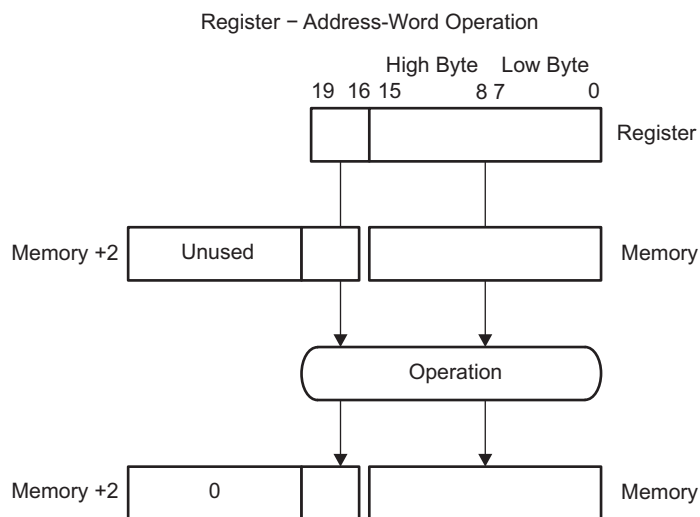 Register − Address-Word Operation
High Byte Low Byte
19 16 15 8 7 0
Register
Memory +2 Unused Memory
Operation
Memory +2 0 Memory